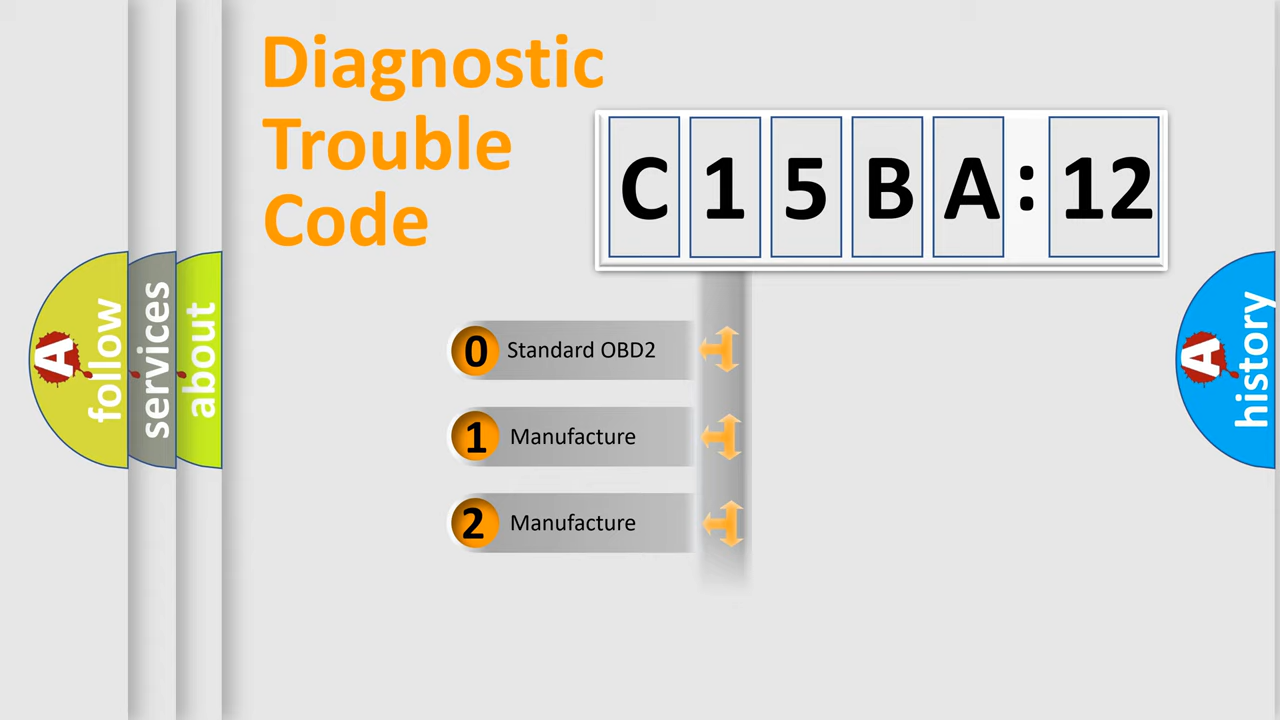 Diagnostic
Trouble
Code
C 1 5 B A : 12
0 Standard OBD2
1 Manufacture
2 Manufacture
A follow
services
about
A history